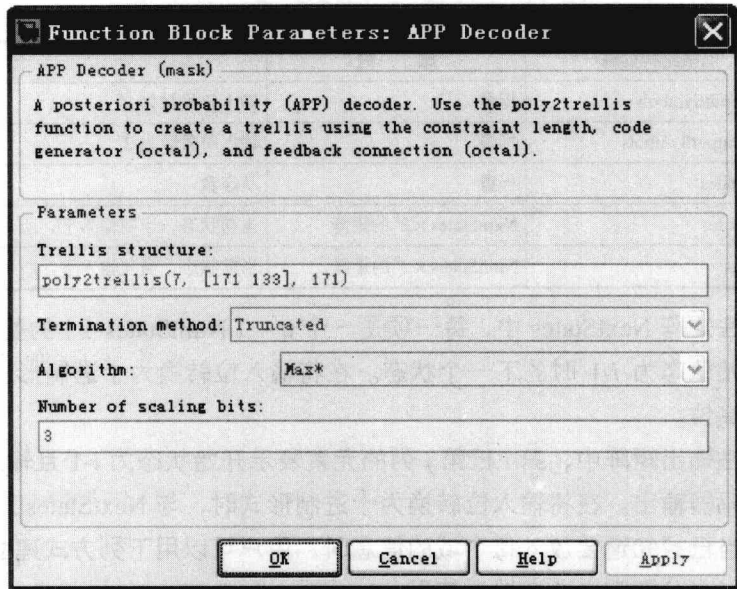 Function Block Parameters: APP Decoder
APP Decoder (mask)
A posteriori probability (APP) decoder. Use the poly2trellis
function to create a trellis using the constraint length, code
generator (octal), and feedback connection (octal).
Parameters
Trellis structure:
poly2trellis(7, [171 133], 171)
Termination method: Truncated
Algorithm: Max*
Number of scaling bits:
3
OK Cancel Help Apply